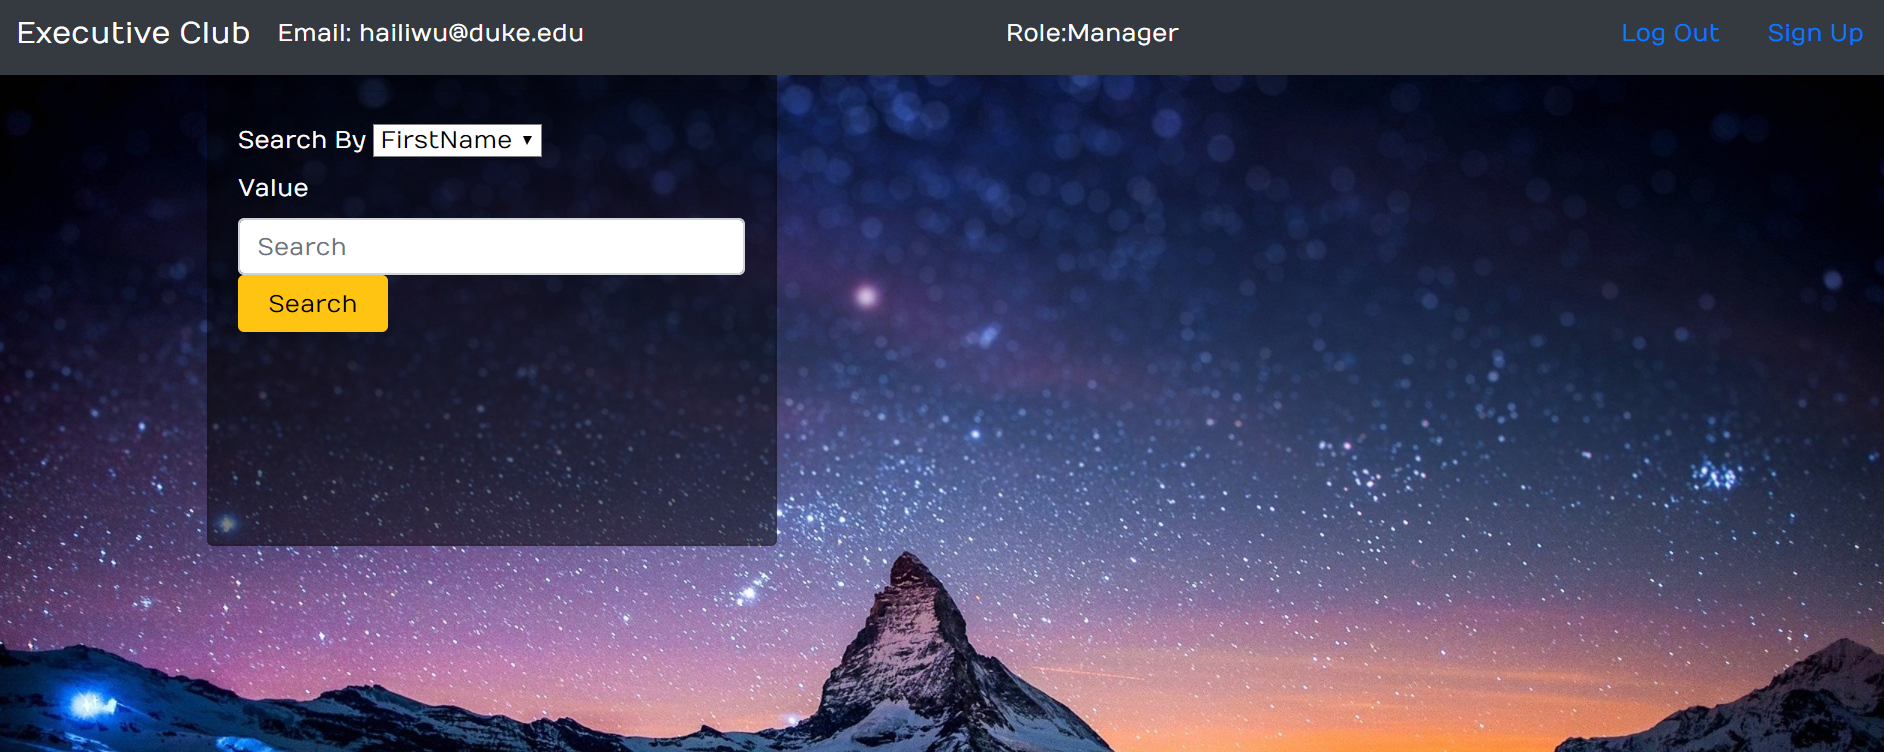 Executive Club Email: hailiwu@duke.edu Role:Manager Log Out Sign Up
Search By FirstName
Value
Search
Search